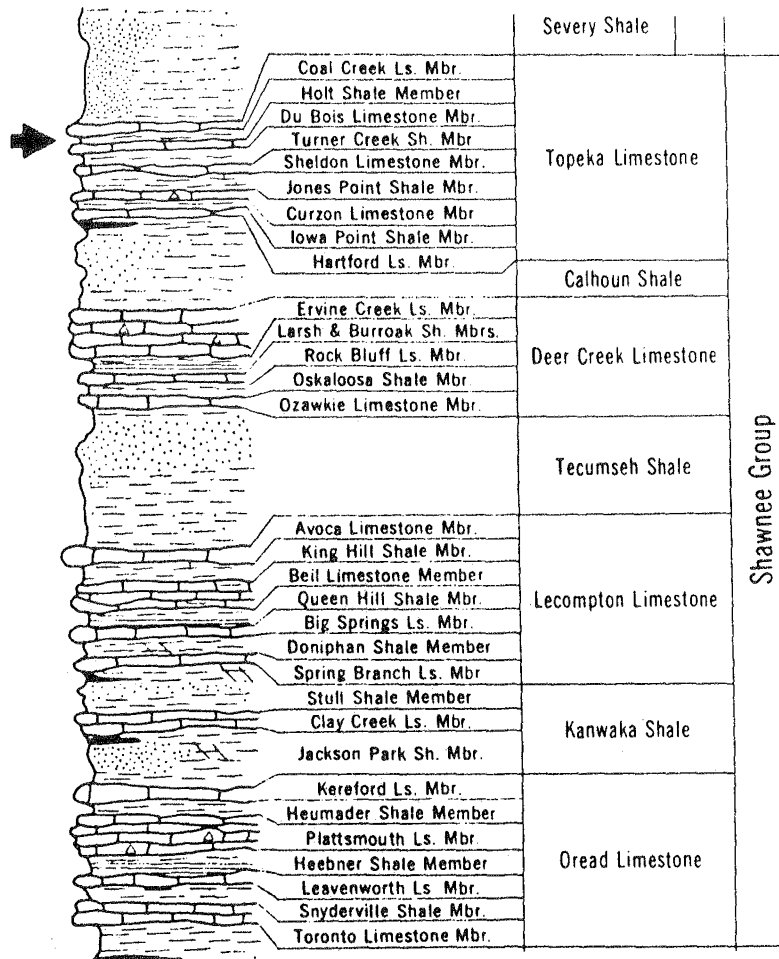 Severy Shale
Coal Creek Ls. Mbr.
Holt Shale Member
Du Bois Limestone Mbr.
Turner Creek Sh. Mbr
Sheldon Limestone Mbr.
Jones Point Shale Mbr.
Curzon Limestone Mbr
Iowa Point Shale Mbr.
Hartford Ls. Mbr.
Topeka Limestone
Calhoun Shale
Ervine Creek Ls. Mbr.
Larsh & Burroak Sh. Mbrs.
Rock Bluff Ls. Mbr.
Oskaloosa Shale Mbr.
Ozawkie Limestone Mbr.
Deer Creek Limestone
Tecumseh Shale
Avoca Limestone Mbr.
King Hill Shale Mbr.
Beil Limestone Member
Queen Hill Shale Mbr.
Big Springs Ls. Mbr.
Doniphan Shale Member
Spring Branch Ls. Mbr
Lecompton Limestone
Stull Shale Member
Clay Creek Ls. Mbr.
Jackson Park Sh. Mbr.
Kanwaka Shale
Kereford Ls. Mbr.
Heumader Shale Member
Plattsmouth Ls. Mbr.
Heebner Shale Member
Leavenworth Ls Mbr.
Snyderville Shale Mbr.
Toronto Limestone Mbr.
Oread Limestone
Shawnee Group